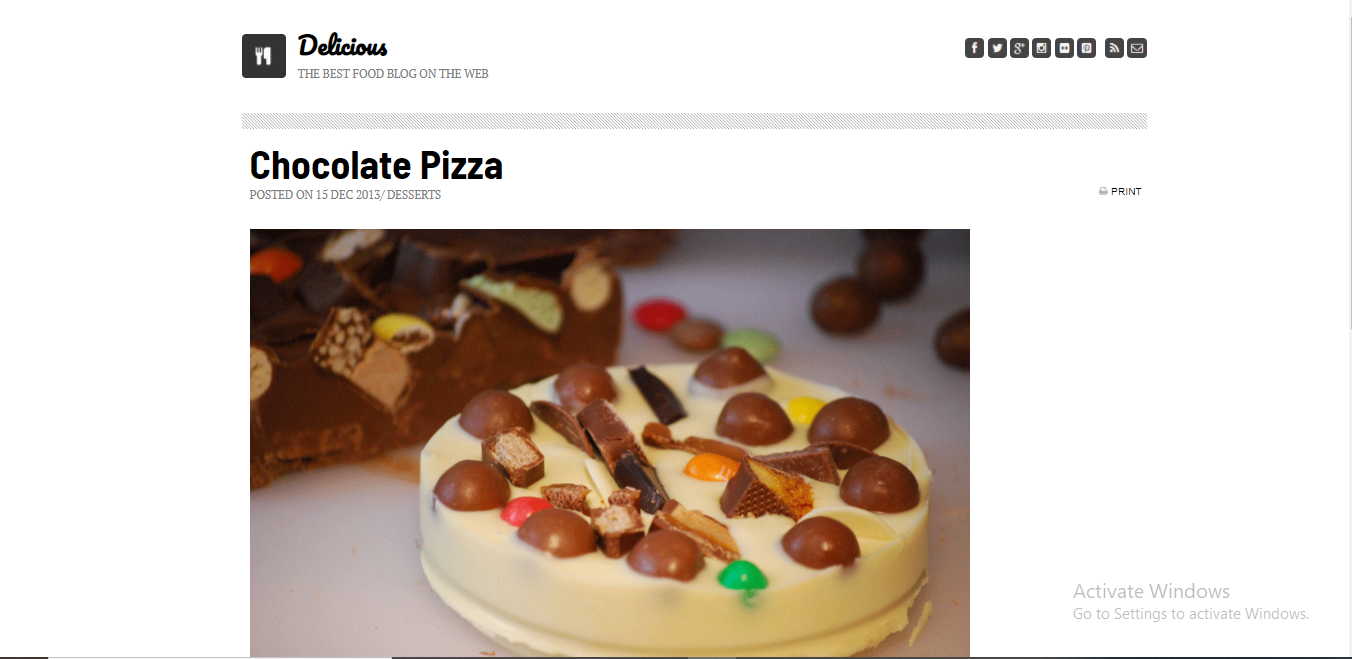 Delicious
THE BEST FOOD BLOG ON THE WEB
Chocolate Pizza
POSTED ON 15 DEC 2013/ DESSERTS
PRINT
Activate Windows
Go to Settings to activate Windows.